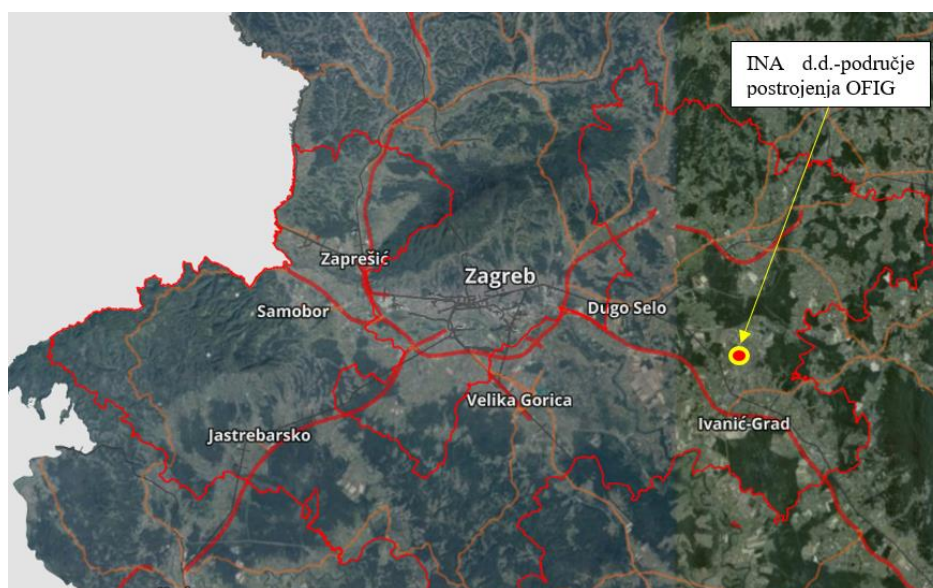 INA d.d.-područje
postrojenja OFIG
Zaprešić
Zagreb
Samobor
Dugo Selo
Velika Gorica
Ivanić-Grad
Jastrebarsko